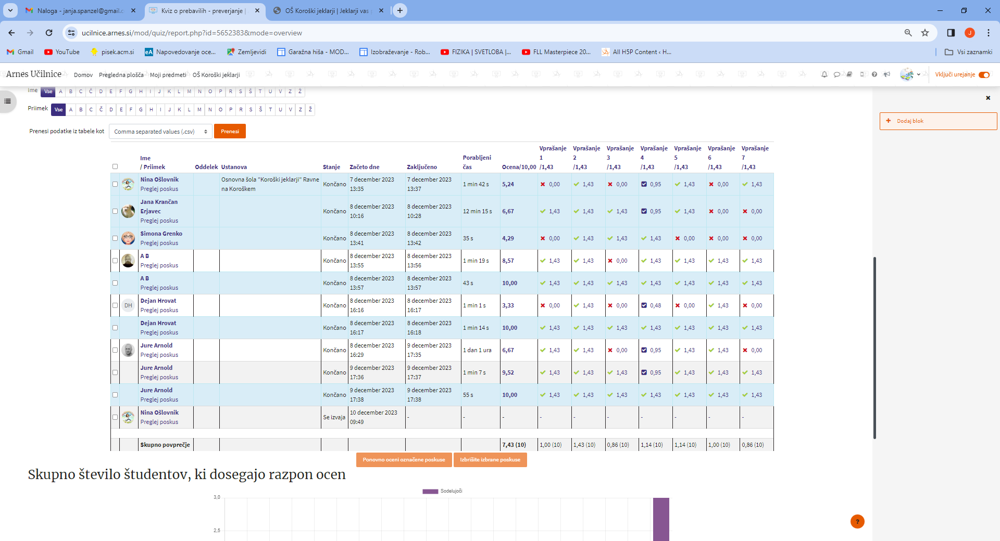 Naloga - janja.spanzel@gmail.c
Kviz o prebavilih - preverjanje |
OŠ Koroški jeklarji | Jeklarji vas
ucilnice.arnes.si/mod/quiz/report.php?id=5652383&mode=overview
J
Gmail YouTube pisek.acm.si eA Napovedovanje oce... Zemljevidi Garažna hiša - MOD... Izobraževanje - Rob... FIZIKA | SVETLOBA |... FLL Masterpiece 20... All H5P Content ‹ H... Vsi zaznamki
Arnes Učilnice Domov Pregledna plošča Moji predmeti OŠ Koroški jeklarji Vključi urejanje
Ime Vse A B C Č D E F G H I J K L M N O P R S Š T U V Z Ž
Priimek Vse A B C Č D E F G H I J K L M N O P R S Š T U V Z Ž
+ Dodaj blok
Prenesi podatke iz tabele kot Comma separated values (.csv) Prenesi
Ime / Priimek Oddelek Ustanova Stanje Začeto dne Zaključeno Porabljeni čas Ocena/10,00 Vprašanje 1 /1,43 Vprašanje 2 /1,43 Vprašanje 3 /1,43 Vprašanje 4 /1,43 Vprašanje 5 /1,43 Vprašanje 6 /1,43 Vprašanje 7 /1,43
Nina Ošlovnik Preglej poskus Osnovna šola "Koroški jeklarji" Ravne na Koroškem Končano 7 december 2023 13:35 7 december 2023 13:37 1 min 42 s 5,24 0,00 1,43 0,00 0,95 1,43 0,00 1,43
Jana Krančan Erjavec Preglej poskus Končano 8 december 2023 10:16 8 december 2023 10:28 12 min 15 s 6,67 1,43 1,43 1,43 0,95 1,43 0,00 0,00
Simona Grenko Preglej poskus Končano 8 december 2023 13:41 8 december 2023 13:42 35 s 4,29 0,00 1,43 1,43 1,43 0,00 0,00 0,00
A B Preglej poskus Končano 8 december 2023 13:55 8 december 2023 13:56 1 min 19 s 8,57 1,43 1,43 0,00 1,43 1,43 1,43 1,43
A B Preglej poskus Končano 8 december 2023 13:57 8 december 2023 13:57 43 s 10,00 1,43 1,43 1,43 1,43 1,43 1,43 1,43
DH Dejan Hrovat Preglej poskus Končano 8 december 2023 16:16 8 december 2023 16:17 1 min 1 s 3,33 0,00 1,43 0,00 0,48 0,00 1,43 0,00
Dejan Hrovat Preglej poskus Končano 8 december 2023 16:17 8 december 2023 16:18 1 min 14 s 10,00 1,43 1,43 1,43 1,43 1,43 1,43 1,43
Jure Arnold Preglej poskus Končano 8 december 2023 16:29 9 december 2023 17:35 1 dan 1 ura 6,67 1,43 1,43 0,00 0,95 1,43 1,43 0,00
Jure Arnold Preglej poskus Končano 9 december 2023 17:36 9 december 2023 17:37 1 min 7 s 9,52 1,43 1,43 1,43 0,95 1,43 1,43 1,43
Jure Arnold Preglej poskus Končano 9 december 2023 17:38 9 december 2023 17:38 55 s 10,00 1,43 1,43 1,43 1,43 1,43 1,43 1,43
Nina Ošlovnik Preglej poskus Se izvaja 10 december 2023 09:49 - - - - - - - - - -
Skupno povprečje 7,43 (10) 1,00 (10) 1,43 (10) 0,86 (10) 1,14 (10) 1,14 (10) 1,00 (10) 0,86 (10)
Ponovno oceni označene poskuse Izbrišite izbrane poskuse
Skupno število študentov, ki dosegajo razpon ocen
Sodelujoči
3,0
2,5
?